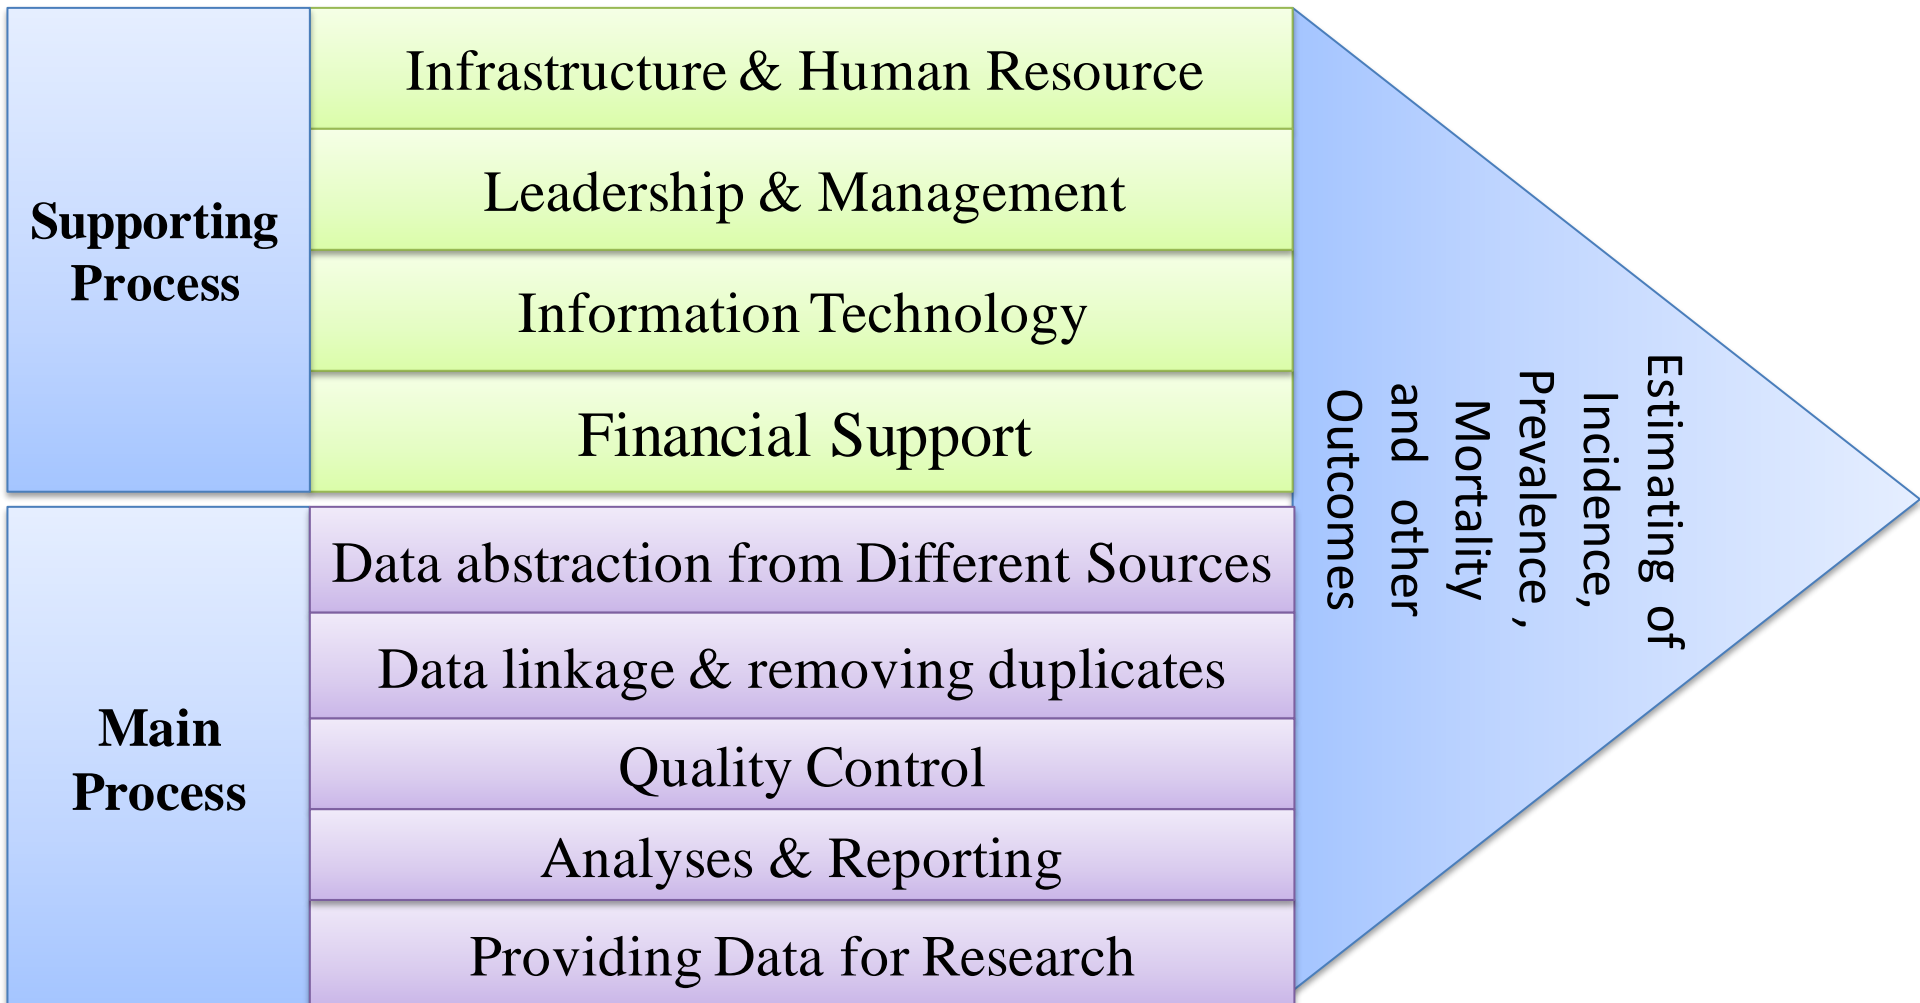 Supporting
Process
Infrastructure & Human Resource
Leadership & Management
Information Technology
Financial Support
Main
Process
Data abstraction from Different Sources
Data linkage & removing duplicates
Quality Control
Analyses & Reporting
Providing Data for Research
Estimating of
Incidence,
Prevalence ,
Mortality
and other
Outcomes